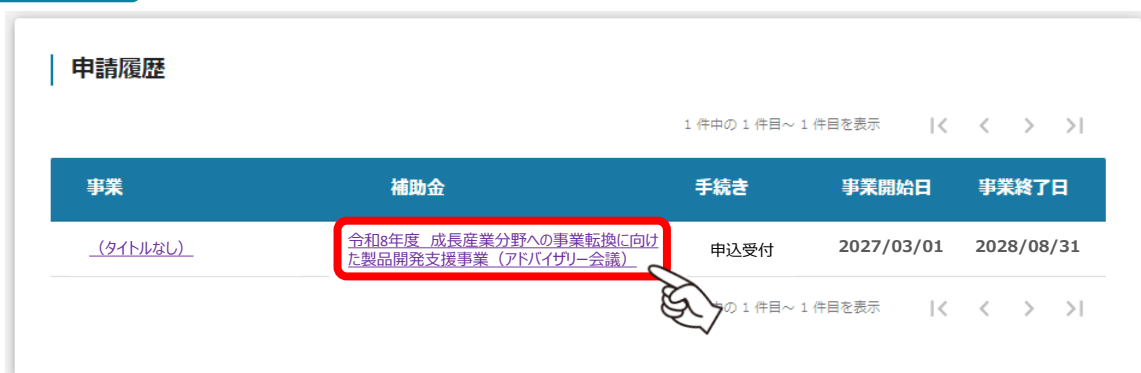 申請履歴
1 件中の 1 件目～ 1 件目を表示
事業 補助金 手続き 事業開始日 事業終了日
（タイトルなし） 令和8年度 成長産業分野への事業転換に向け 申込受付 2027/03/01 2028/08/31
た製品開発支援事業（アドバイザリー会議）
中の 1 件目～ 1 件目を表示